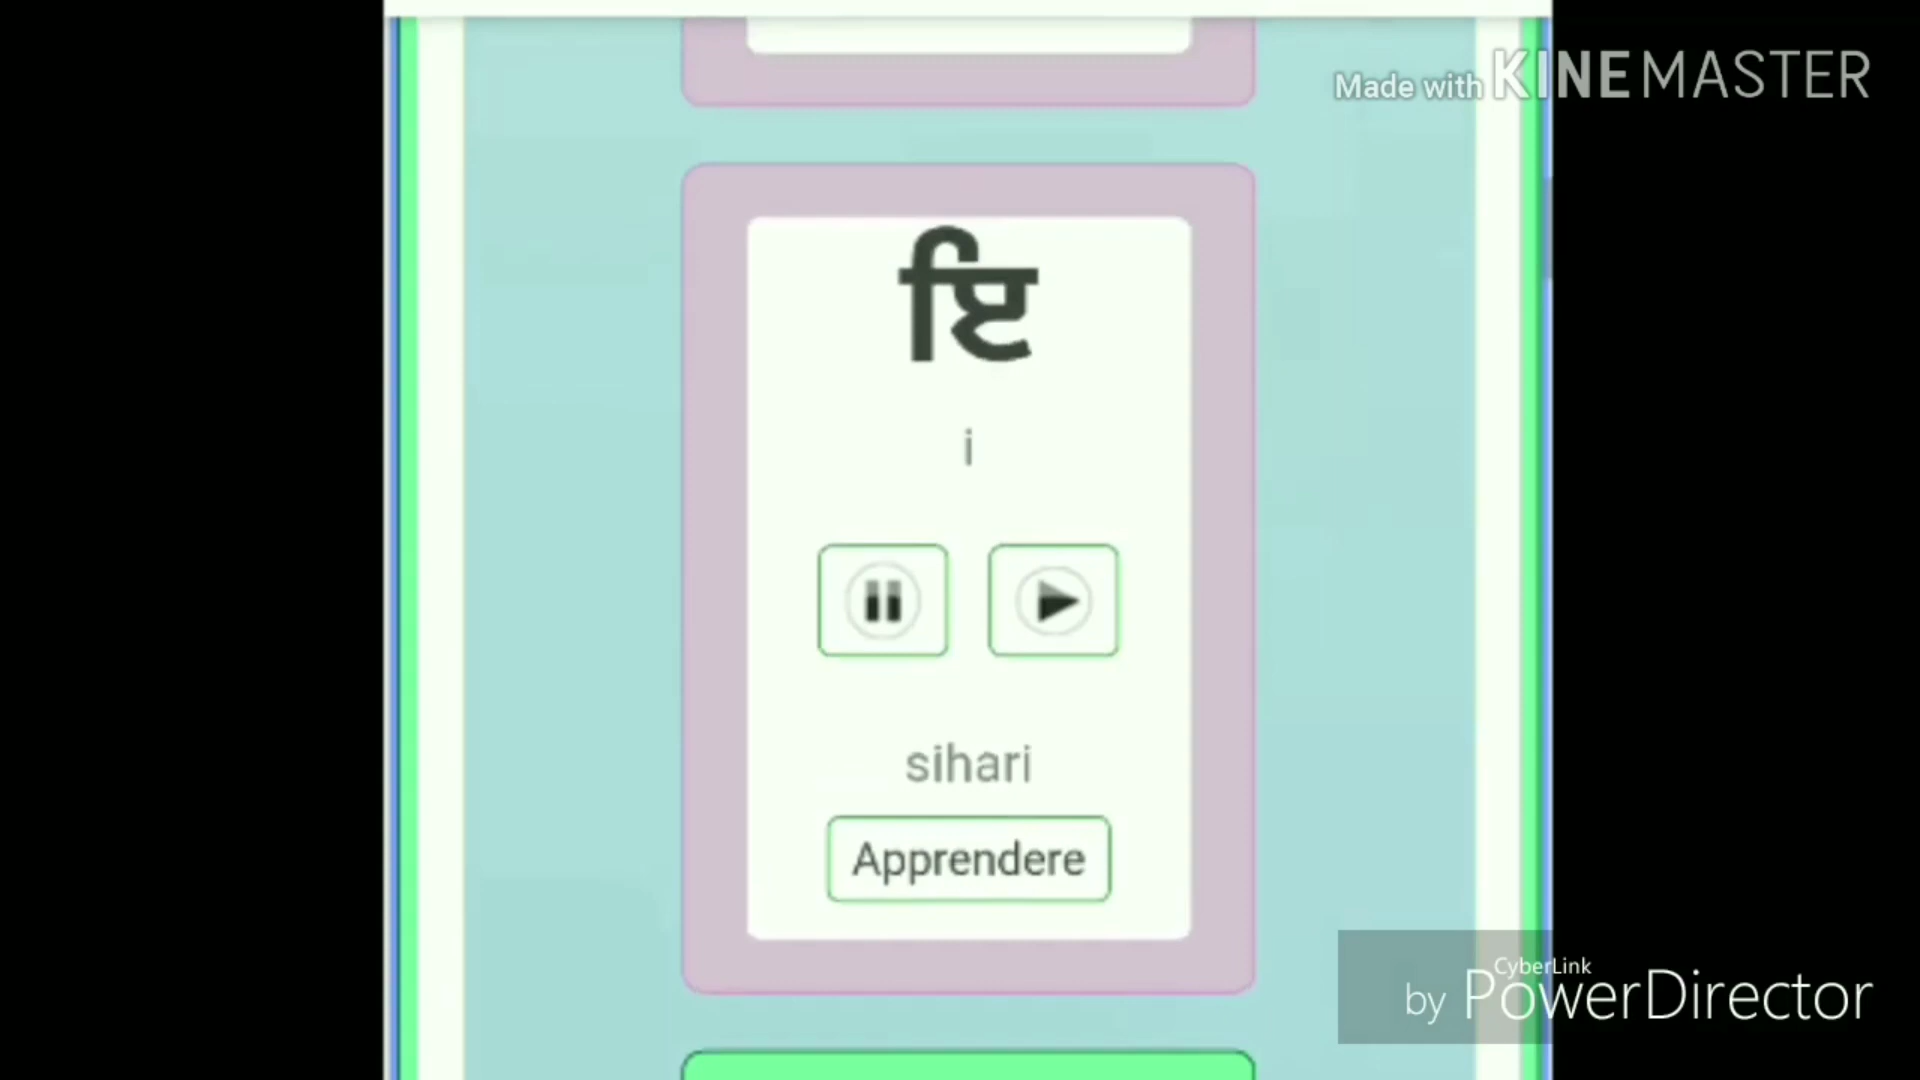 Made with KINEMASTER
ਇ
i
sihari
Apprendere
CyberLink
by PowerDirector